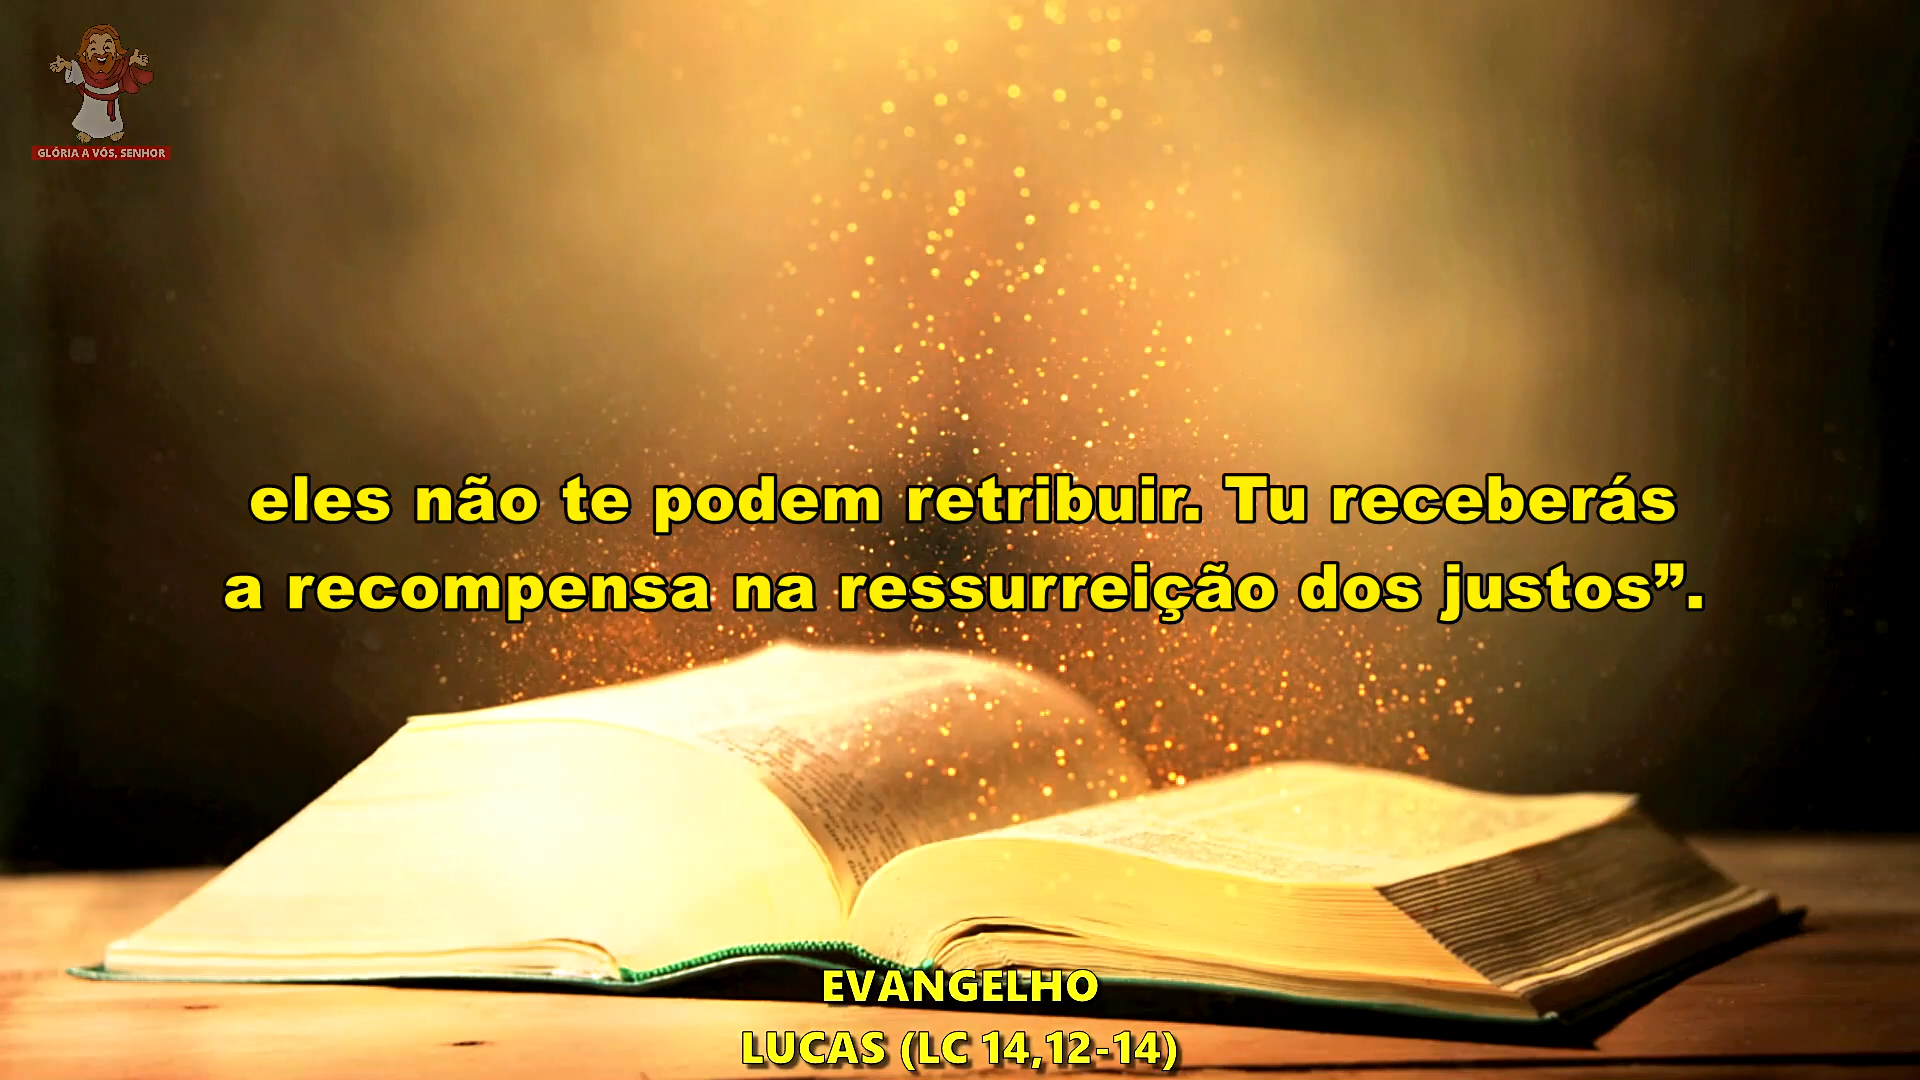 GLÓRIA A VÓS, SENHOR
eles não te podem retribuir. Tu receberás
a recompensa na ressurreição dos justos”.
EVANGELHO
LUCAS (LC 14,12-14)